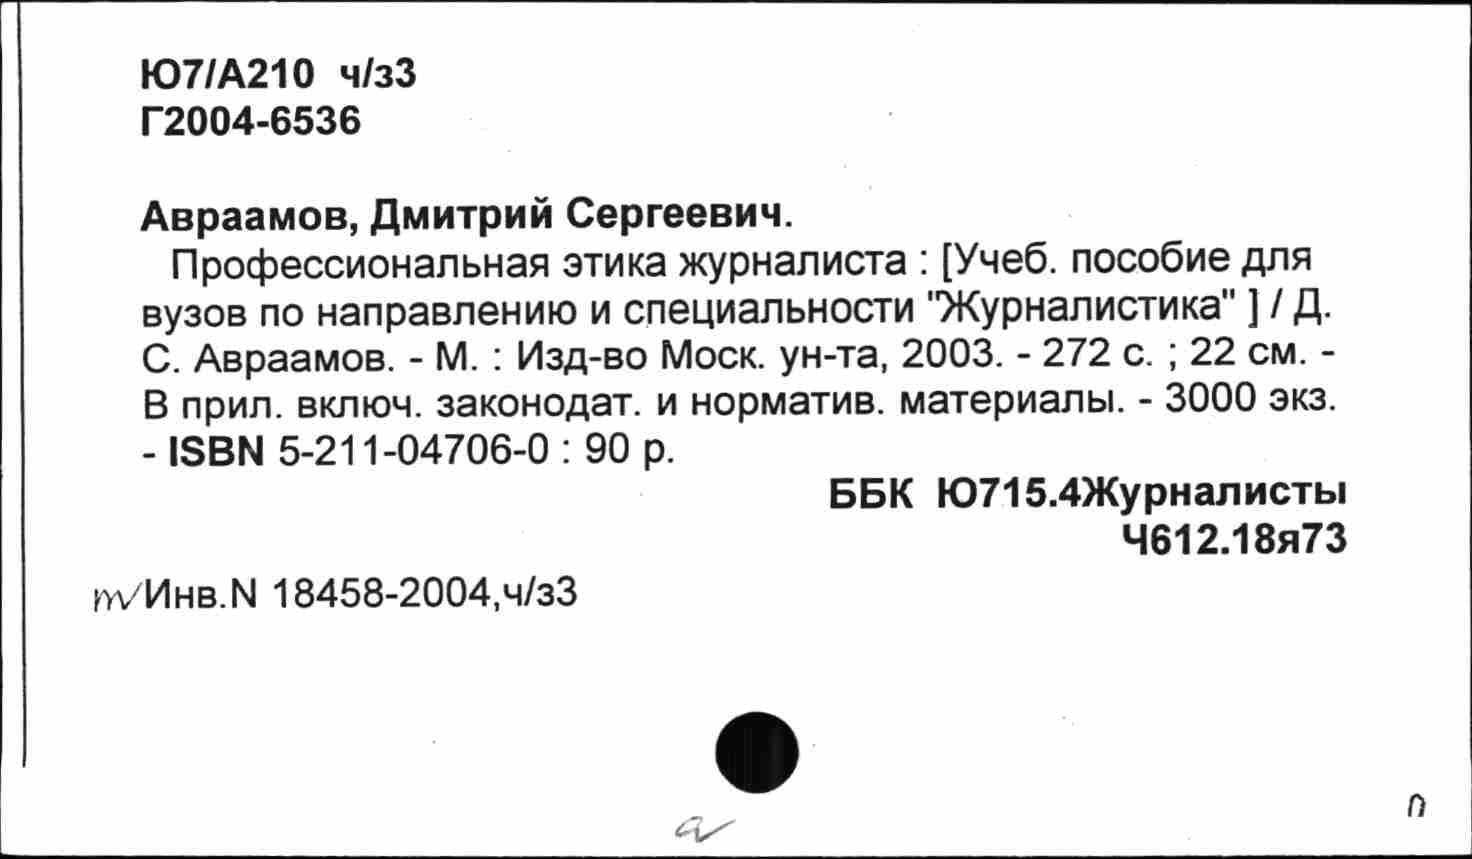 Ю7/А210 ч/з3
Г2004-6536
Авраамов, Дмитрий Сергеевич.
Профессиональная этика журналиста : [Учеб. пособие для
вузов по направлению и специальности "Журналистика" ] / Д.
С. Авраамов. - М. : Изд-во Моск. ун-та, 2003. - 272 с. ; 22 см. -
В прил. включ. законодат. и норматив. материалы. - 3000 экз.
- ISBN 5-211-04706-0 : 90 р.
ББК Ю715.4Журналисты
Ч612.18я73
Инв.N 18458-2004,ч/з3